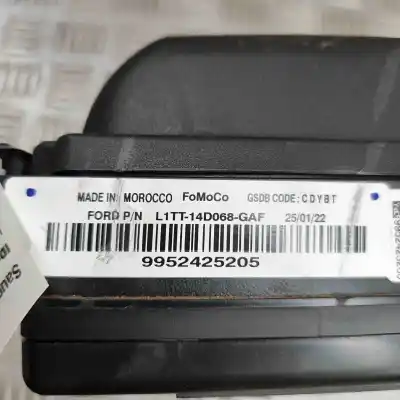 MADE IN: MOROCCO FoMoCo GSDB CODE: CDYBT
FORD P/N L1TT-14D068-GAF 25/01/22
9952425205